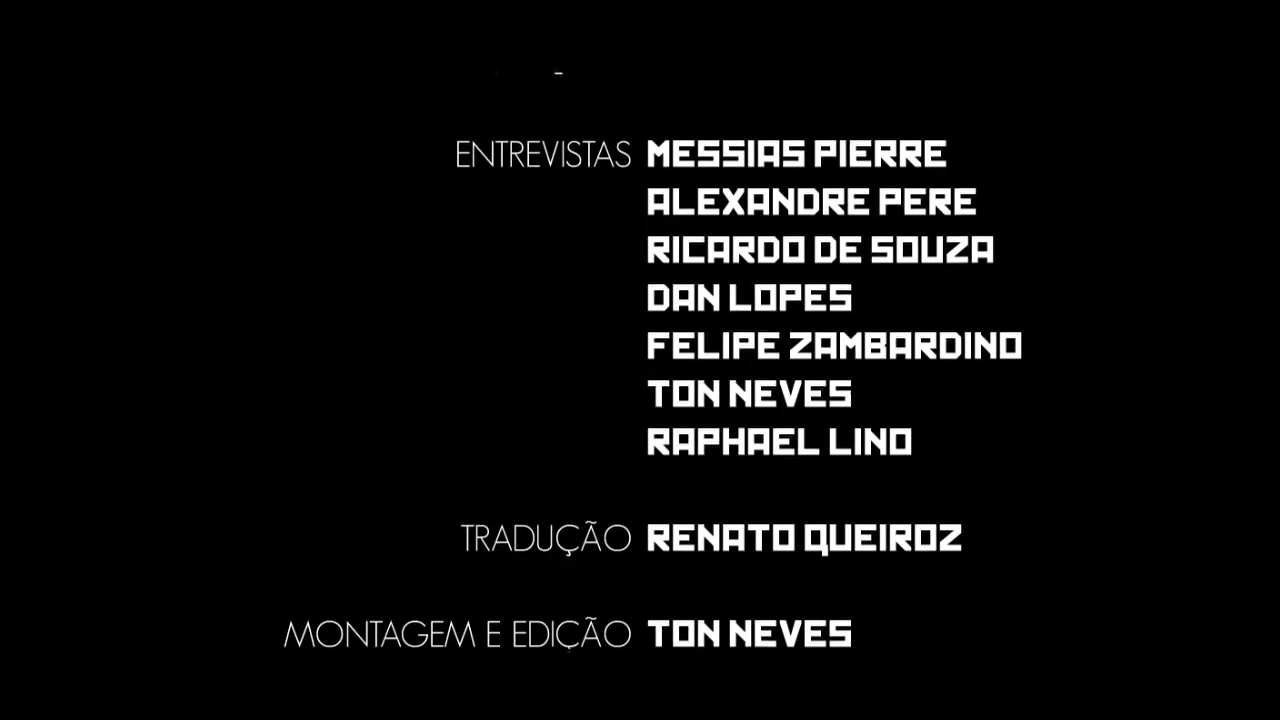 ENTREVISTAS MESSIAS PIERRE
ALEXANDRE PERE
RICARDO DE SOUZA
DAN LOPES
FELIPE ZAMBARDINO
TON NEVES
RAPHAEL LINO
TRADUÇÃO RENATO QUEIROZ
MONTAGEM E EDIÇÃO TON NEVES